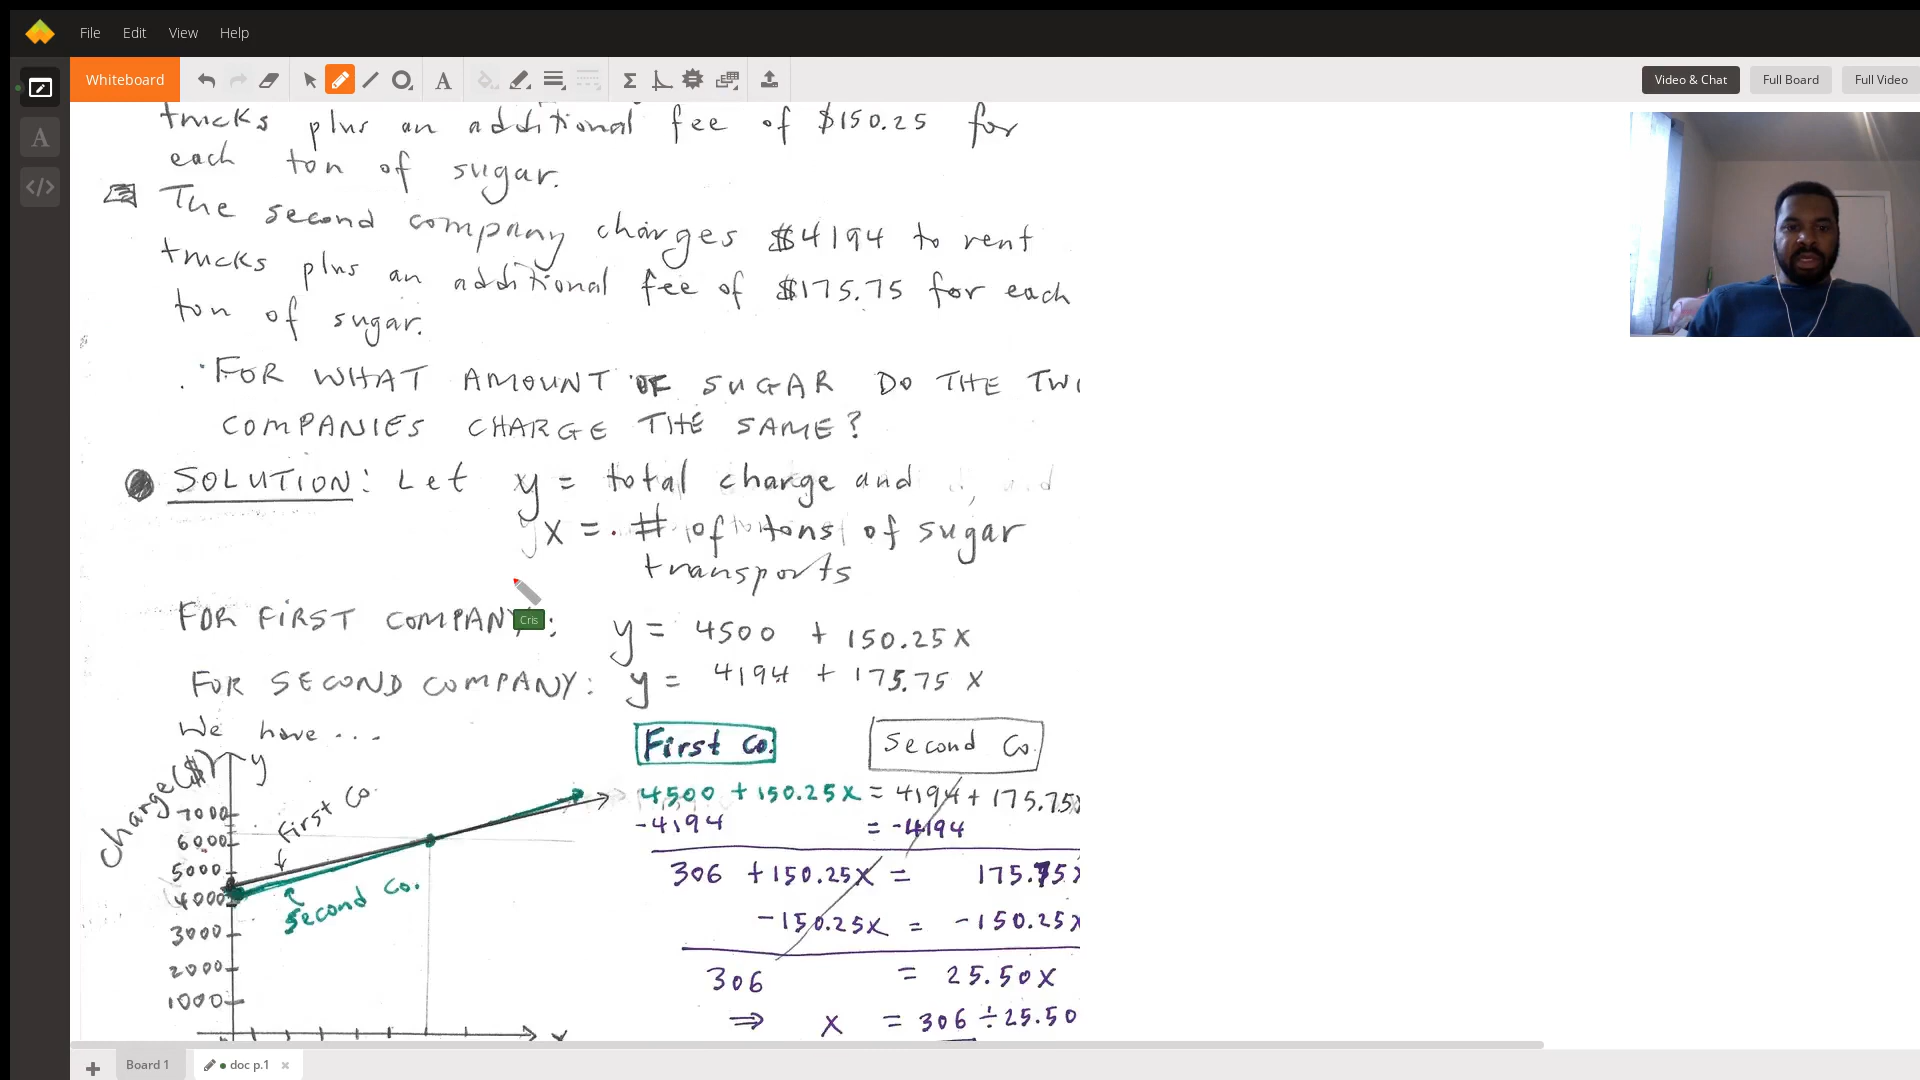 File Edit View Help
Whiteboard
A
Σ
Video & Chat Full Board Full Video
A
</>
trucks plus an additional fee of $150.25 for
each ton of sugar.
The second company charges $4194 to rent
trucks plus an additional fee of $175.75 for each
ton of sugar.
FOR WHAT AMOUNT OF SUGAR DO THE
COMPANIES CHARGE THE SAME?
SOLUTION: Let y = total charge and
x = # of tons of sugar
transports
FOR FIRST COMPANY: y = 4500 + 150.25x
Cris
FOR SECOND COMPANY: y = 4194 + 175.75 x
We have ...
First Co. Second Co.
4500 + 150.25x = 4194 + 175.75x
-4194 = -4194
306 + 150.25x = 175.75x
-150.25x = -150.25x
306 = 25.50x
⇒ x = 306 ÷ 25.50
Charge ($) y
First Co.
Second Co.
7000
6000
5000
4000
3000
2000
1000
x
+ Board 1 doc p.1 ×